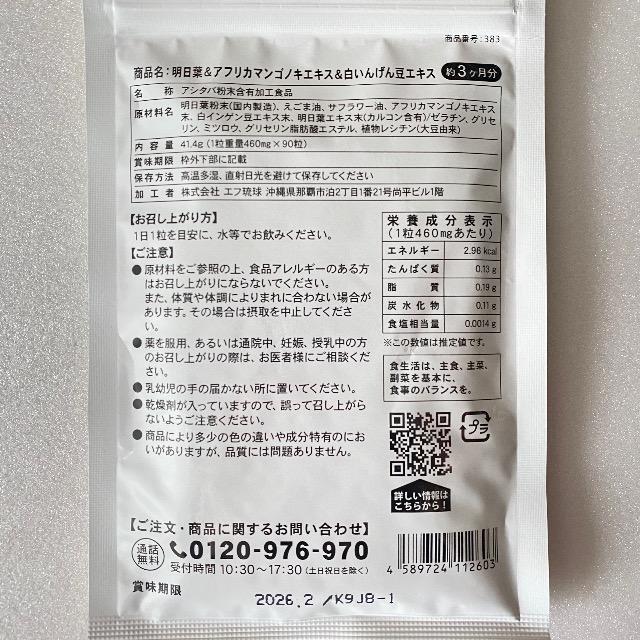 商品番号:383
商品名:明日葉&アフリカマンゴノキエキス&白いんげん豆エキス 約3ヶ月分
名 称 アシタバ粉末含有加工食品
原材料名 明日葉粉末(国内製造)、えごま油、サフラワー油、アフリカマンゴノキエキス末、白インゲン豆エキス末、明日葉エキス末(カルコン含有)/ゼラチン、グリセリン、ミツロウ、グリセリン脂肪酸エステル、植物レシチン(大豆由来)
内 容 量 41.4g (1粒重量460mg×90粒)
賞味期限 枠外下部に記載
保存方法 高温多湿、直射日光を避けて保存してください
加 工 者 株式会社 エフ琉球 沖縄県那覇市泊2丁目1番21号尚平ビル1階
【お召し上がり方】
1日1粒を目安に、水等でお飲みください。
【ご注意】
●原材料をご参照の上、食品アレルギーのある方
はお召し上がりにならないでください。
また、体質や体調によりまれに合わない場合が
あります。その場合は摂取を中止してくださ
い。
●薬を服用、あるいは通院中、妊娠、授乳中の方
のお召し上がりの際は、お医者様にご相談くだ
さい。
●乳幼児の手の届かない所に置いてください。
●乾燥剤が入っていますので、誤って召し上がら
ないようご注意ください。
●商品により多少の色の違いや成分特有のにお
いがありますが、品質には問題ありません。
栄養成分表示
(1粒460mgあたり)
エネルギー 2.96 kcal
たんぱく質 0.13 g
脂 質 0.19 g
炭水化物 0.11 g
食塩相当量 0.0014 g
※この数値は推定値です。
食生活は、主食、主菜、
副菜を基本に、
食事のバランスを。
プラ
詳しい情報は
こちらから!
【ご注文・商品に関するお問い合わせ】
通話無料 0120-976-970
受付時間 10:30〜17:30 (土日祝日を除く)
4 589724 112603
賞味期限
2026.2 /K9J8-1